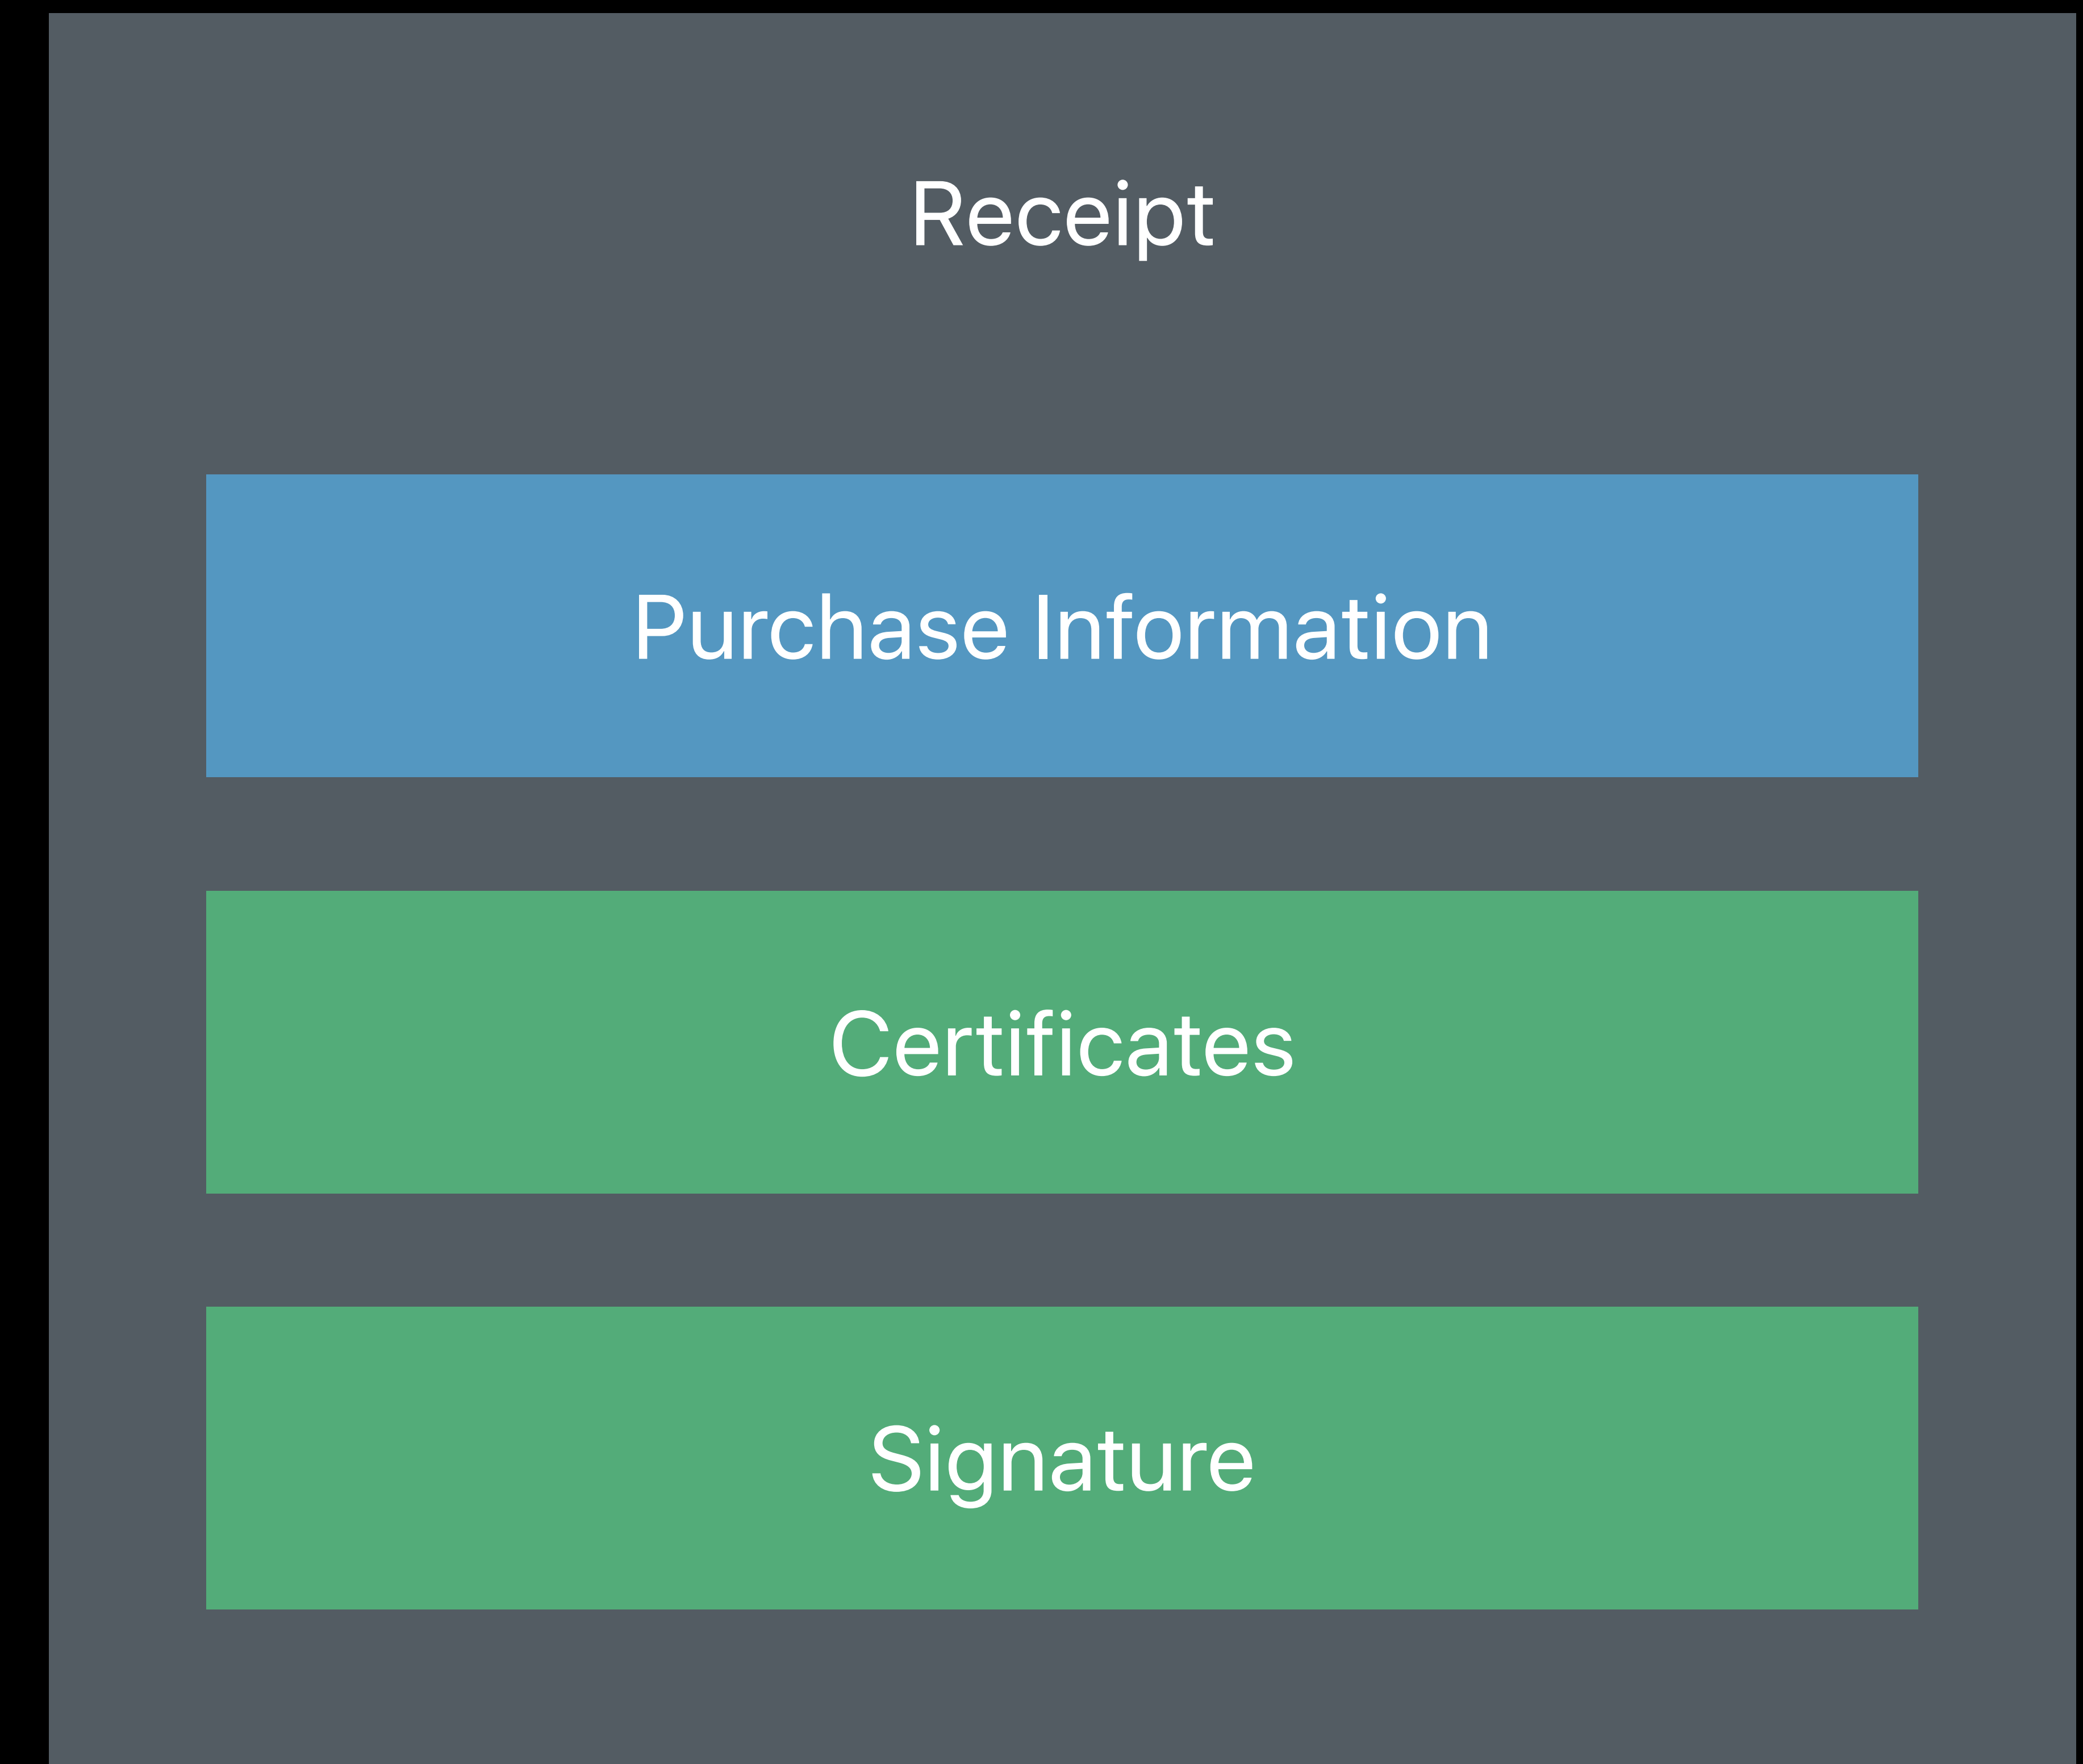 Receipt
Purchase Information
Certificates
Signature